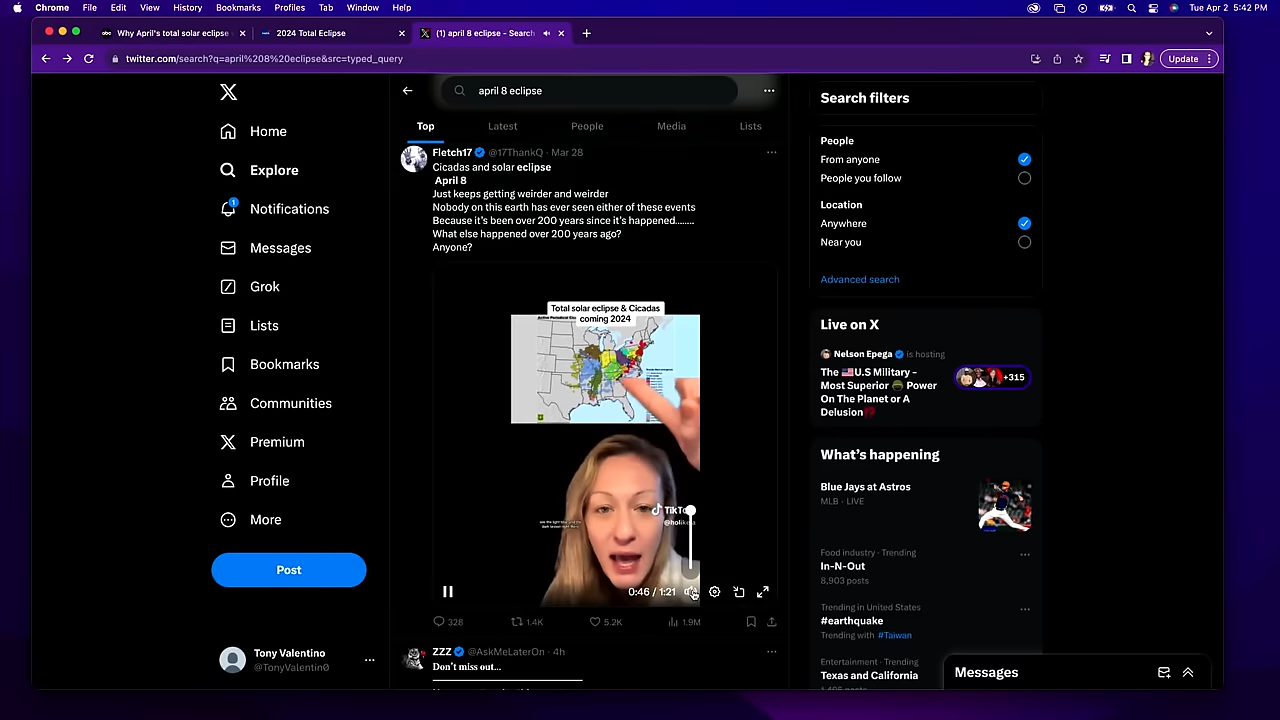 Chrome File Edit View History Bookmarks Profiles Tab Window Help
Tue Apr 2 5:42 PM
abc Why April's total solar eclipse
2024 Total Eclipse
(1) april 8 eclipse - Search
twitter.com/search?q=april%208%20eclipse&src=typed_query
Update
Home
Explore
1
Notifications
Messages
Grok
Lists
Bookmarks
Communities
Premium
Profile
More
Post
Tony Valentino
@TonyValentin0
april 8 eclipse
Top Latest People Media Lists
Fletch17 @17ThankQ · Mar 28
Cicadas and solar eclipse
April 8
Just keeps getting weirder and weirder
Nobody on this earth has ever seen either of these events
Because it's been over 200 years since it's happened........
What else happened over 200 years ago?
Anyone?
Total solar eclipse & Cicadas
coming 2024
TikTo
0:46 / 1:21
328 1.4K 5.2K 1.9M
ZZZ @AskMeLaterOn · 4h
Don't miss out...
Search filters
People
From anyone
People you follow
Location
Anywhere
Near you
Advanced search
Live on X
Nelson Epega is hosting
The 🇺🇸U.S Military -
Most Superior 🪖 Power
On The Planet or A
Delusion
+315
What's happening
Blue Jays at Astros
MLB · LIVE
Food industry · Trending
In-N-Out
8,903 posts
Trending in United States
#earthquake
Trending with #Taiwan
Entertainment · Trending
Texas and California
Messages